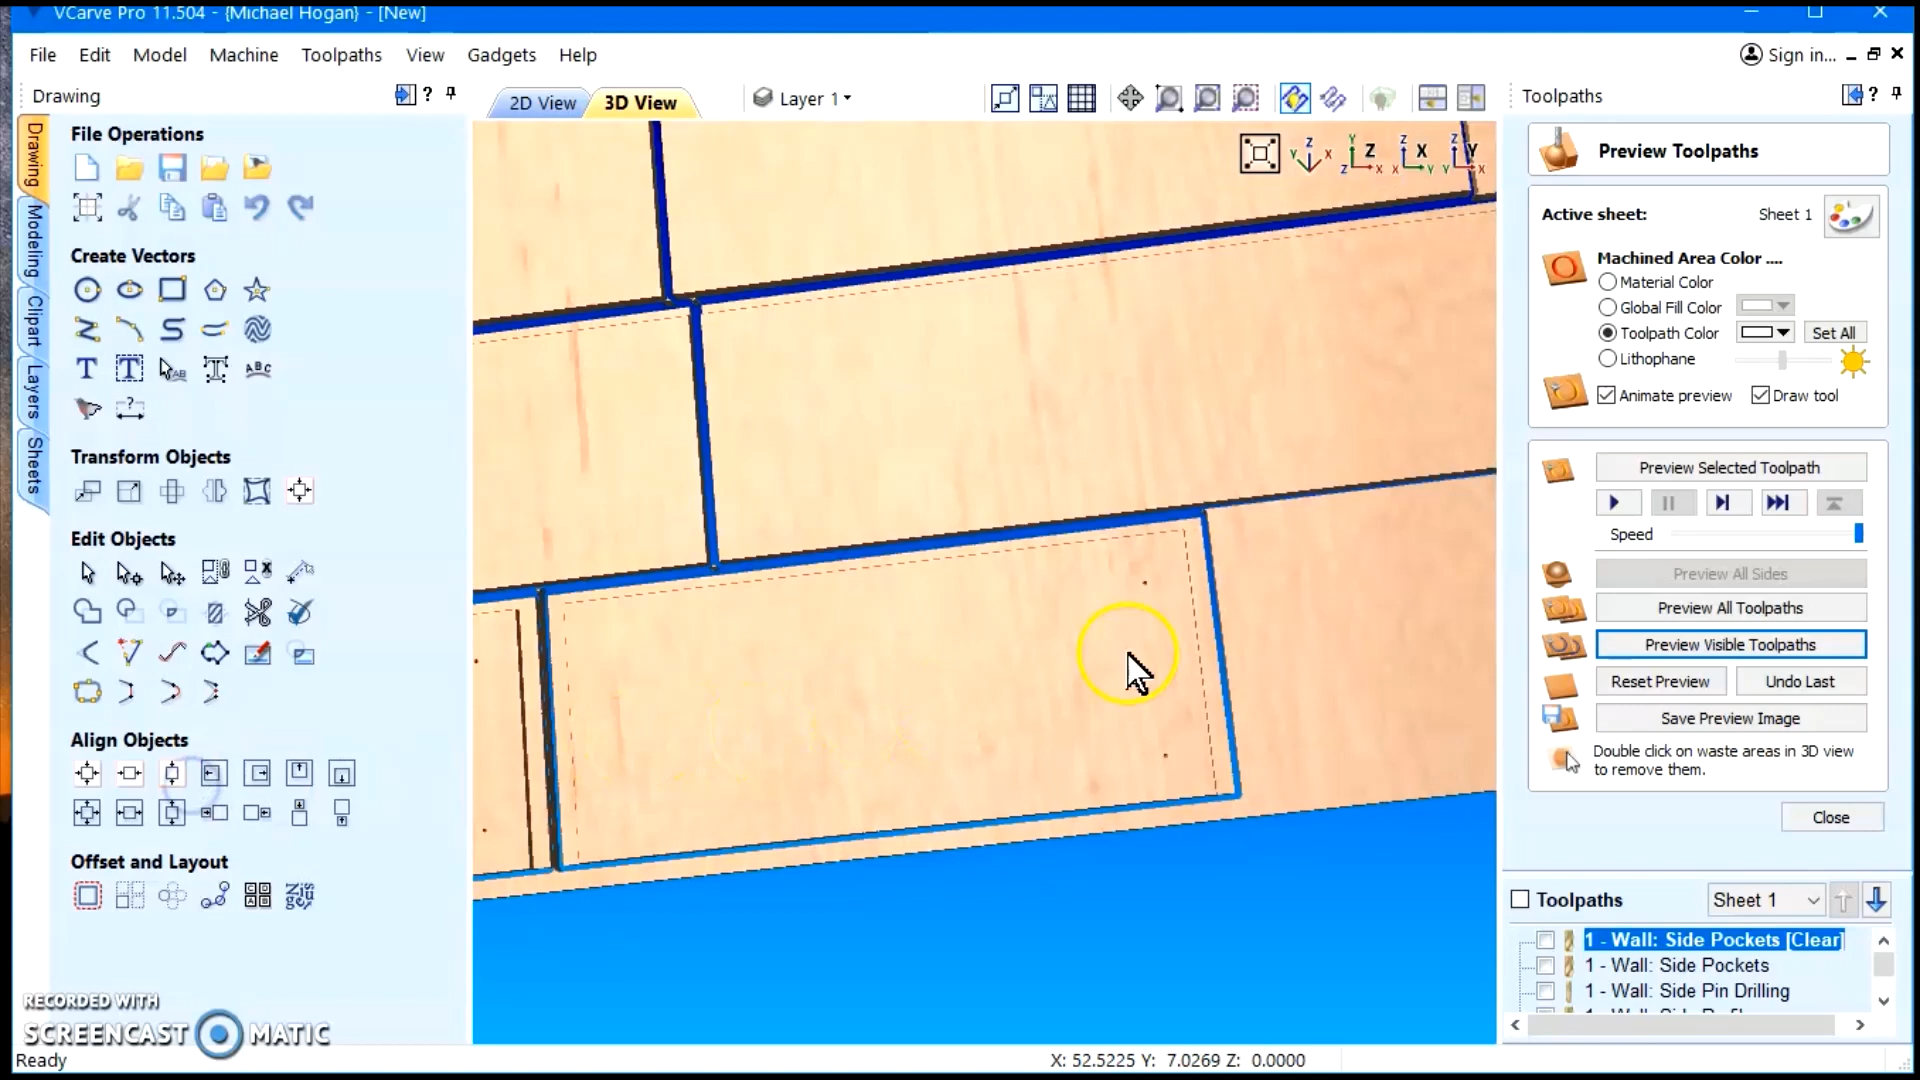 VCarve Pro 11.504 - {Michael Hogan} - [New]
File Edit Model Machine Toolpaths View Gadgets Help
Sign in...
Drawing
2D View
3D View
Layer 1
Toolpaths
Drawing
Modeling
Clipart
Layers
Sheets
File Operations
Create Vectors
Transform Objects
Edit Objects
Align Objects
Offset and Layout
Preview Toolpaths
Active sheet: Sheet 1
Machined Area Color ....
Material Color
Global Fill Color
Toolpath Color Set All
Lithophane
Animate preview Draw tool
Preview Selected Toolpath
Speed
Preview All Sides
Preview All Toolpaths
Preview Visible Toolpaths
Reset Preview Undo Last
Save Preview Image
Double click on waste areas in 3D view
to remove them.
Close
Toolpaths Sheet 1
1 - Wall: Side Pockets [Clear]
1 - Wall: Side Pockets
1 - Wall: Side Pin Drilling
RECORDED WITH
SCREENCAST MATIC
Ready
X: 52.5225 Y: 7.0269 Z: 0.0000